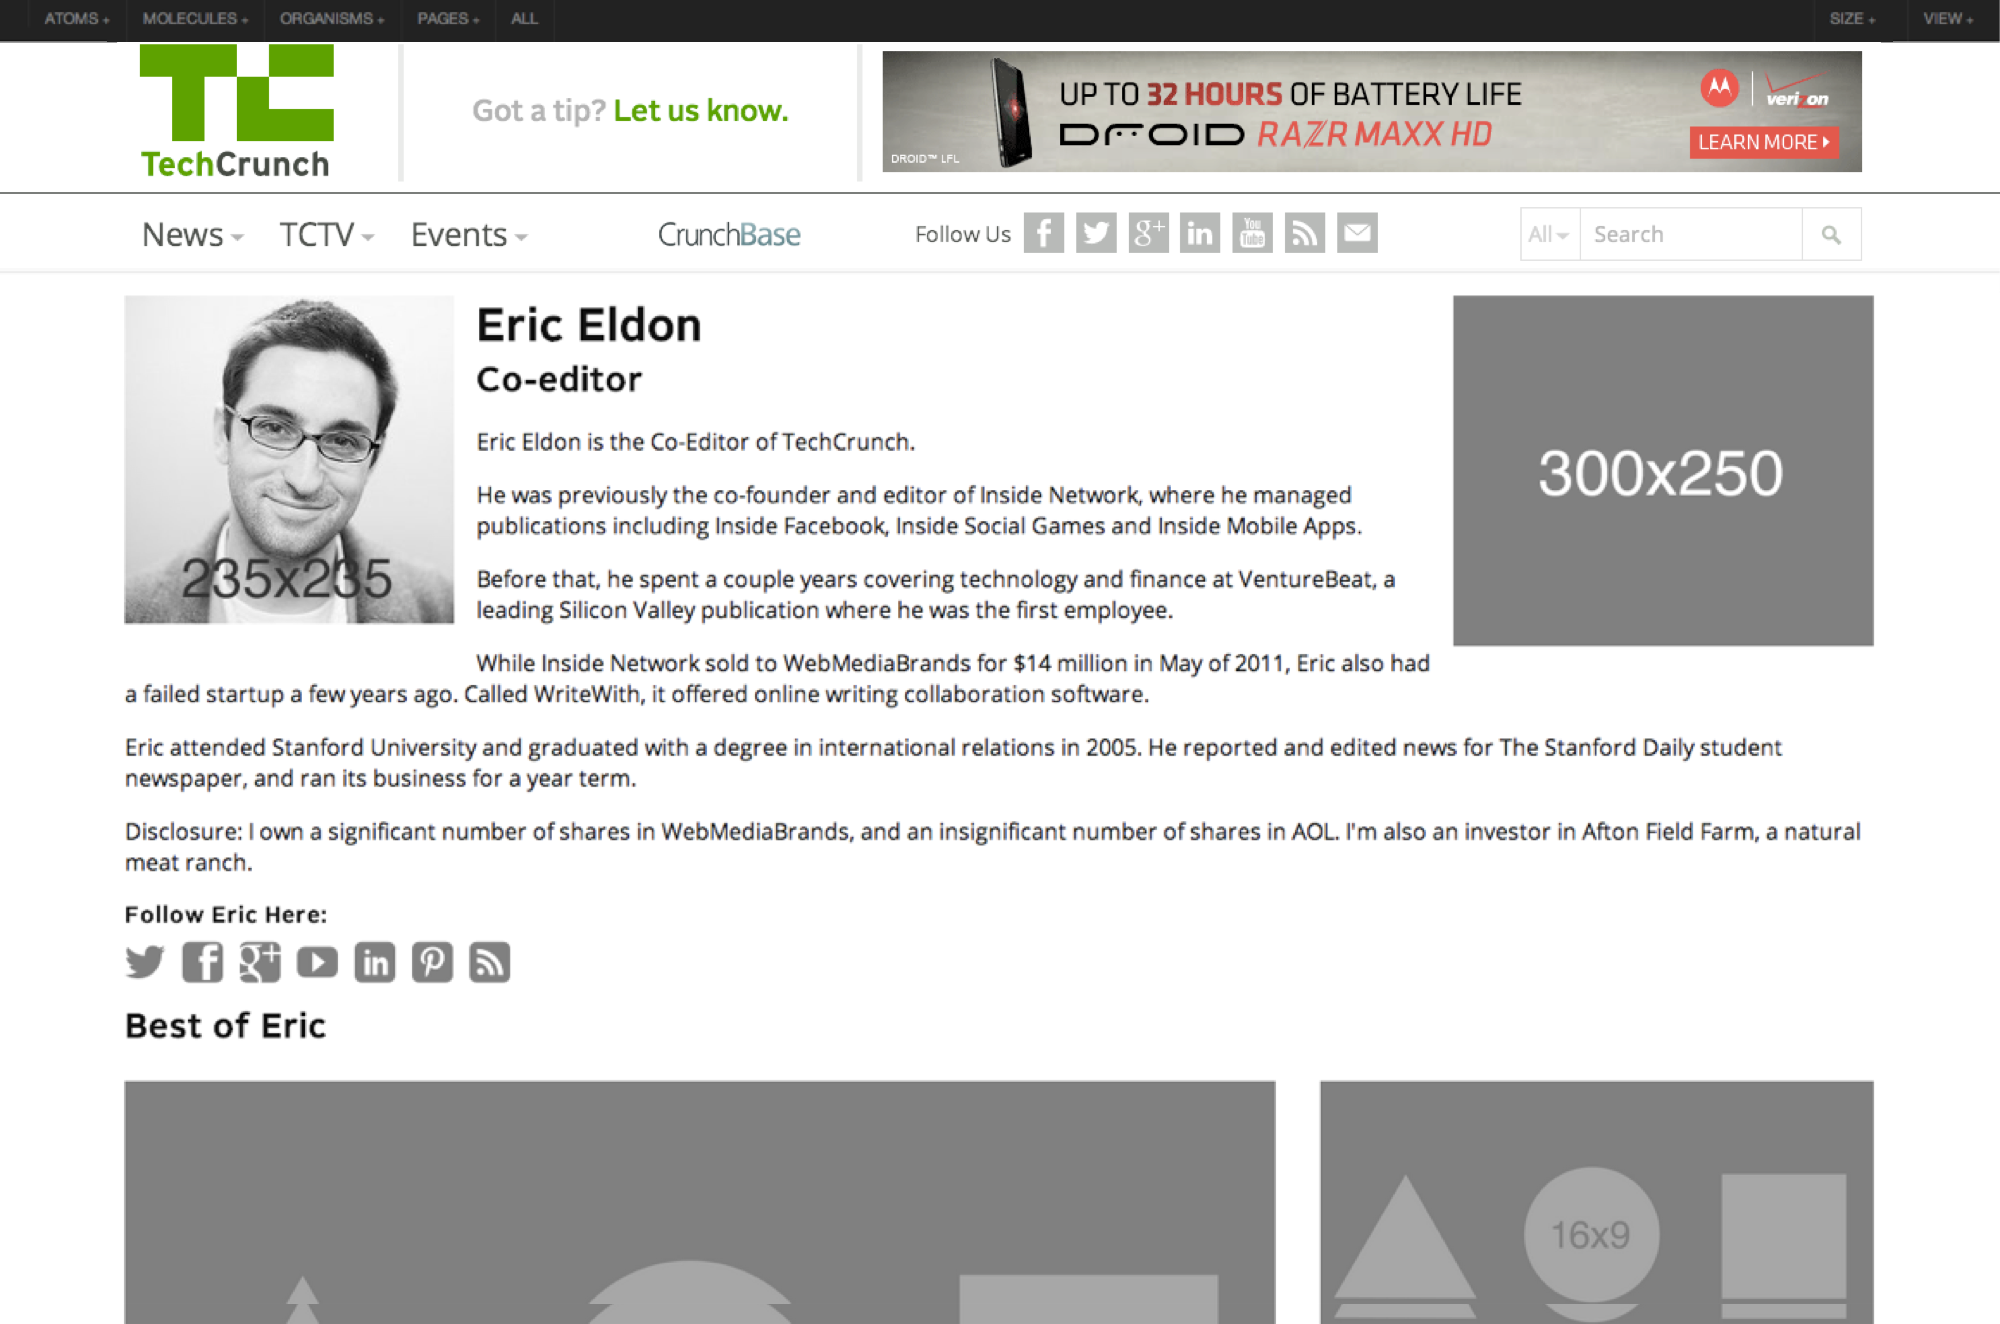 ATOMS + MOLECULES + ORGANISMS + PAGES + ALL SIZE + VIEW +
TechCrunch
Got a tip? Let us know.
UP TO 32 HOURS OF BATTERY LIFE
DROID RAZR MAXX HD
DROID™ LFL
verizon
LEARN MORE
News TCTV Events CrunchBase Follow Us f g+ in You Tube All Search
Eric Eldon
Co-editor
Eric Eldon is the Co-Editor of TechCrunch.
He was previously the co-founder and editor of Inside Network, where he managed
publications including Inside Facebook, Inside Social Games and Inside Mobile Apps.
Before that, he spent a couple years covering technology and finance at VentureBeat, a
leading Silicon Valley publication where he was the first employee.
While Inside Network sold to WebMediaBrands for $14 million in May of 2011, Eric also had
a failed startup a few years ago. Called WriteWith, it offered online writing collaboration software.
235x235
300x250
Eric attended Stanford University and graduated with a degree in international relations in 2005. He reported and edited news for The Stanford Daily student
newspaper, and ran its business for a year term.
Disclosure: I own a significant number of shares in WebMediaBrands, and an insignificant number of shares in AOL. I'm also an investor in Afton Field Farm, a natural
meat ranch.
Follow Eric Here:
f g+ in
Best of Eric
16x9